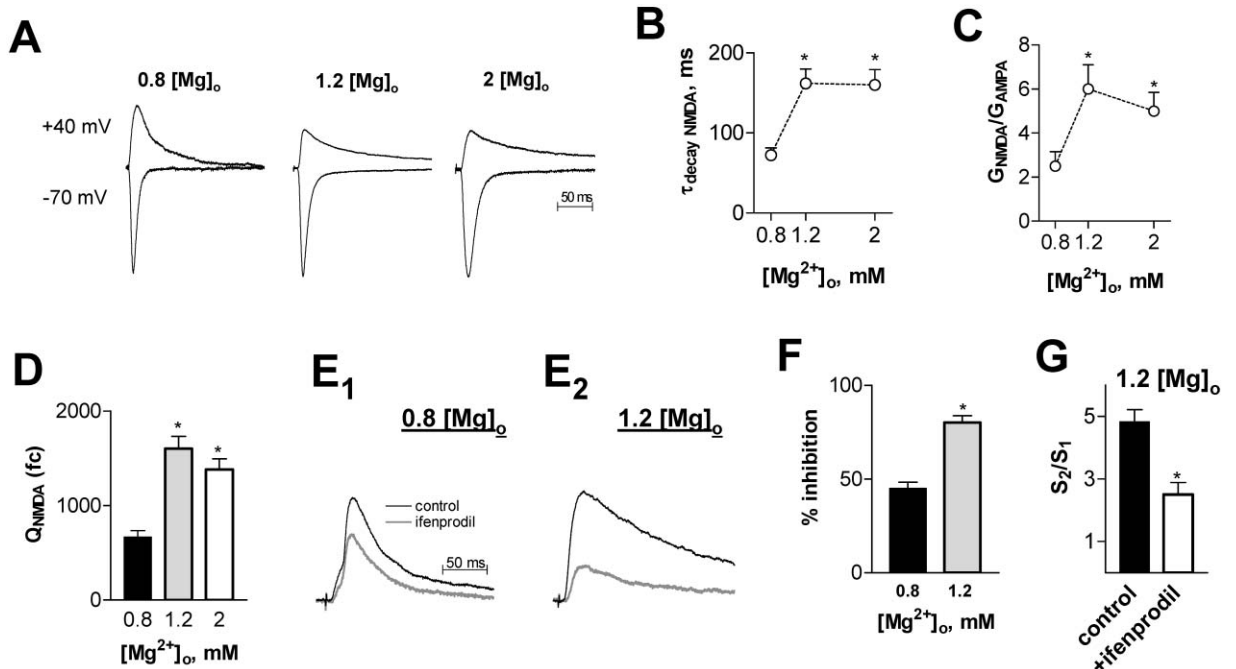 A
0.8 [Mg]o
1.2 [Mg]o
2 [Mg]o
+40 mV
-70 mV
50 ms
B
τdecay NMDA, ms
200
100
0
0.8 1.2 2
[Mg2+]o, mM
C
GNMDA/GAMPA
8
6
4
2
0
0.8 1.2 2
[Mg2+]o, mM
* *
* *
D
QNMDA (fc)
2000
1000
0
* *
0.8 1.2 2
[Mg2+]o, mM
E1
0.8 [Mg]o
control
ifenprodil
50 ms
E2
1.2 [Mg]o
F
% inhibition
100
50
0
*
0.8 1.2
[Mg2+]o, mM
G
1.2 [Mg]o
S2/S1
5
3
1
*
control
+ifenprodil